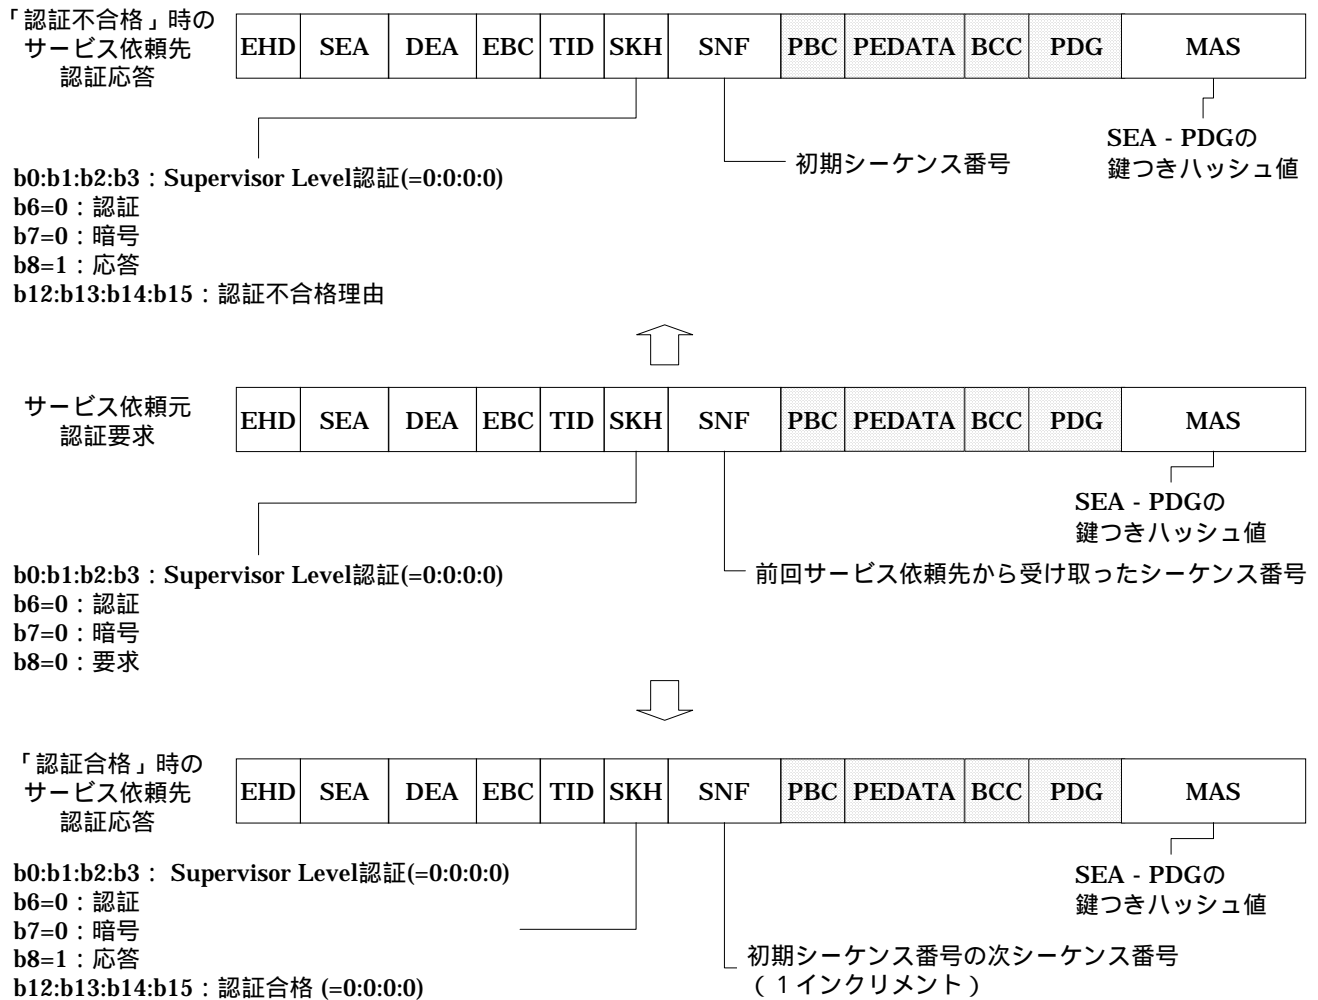 「認証不合格」時の
サービス依頼先
認証応答
EHD SEA DEA EBC TID SKH SNF PBC PEDATA BCC PDG MAS
SEA - PDGの
鍵つきハッシュ値
初期シーケンス番号
b0:b1:b2:b3：Supervisor Level認証(=0:0:0:0)
b6=0：認証
b7=0：暗号
b8=1：応答
b12:b13:b14:b15：認証不合格理由
サービス依頼元
認証要求
EHD SEA DEA EBC TID SKH SNF PBC PEDATA BCC PDG MAS
SEA - PDGの
鍵つきハッシュ値
前回サービス依頼先から受け取ったシーケンス番号
b0:b1:b2:b3：Supervisor Level認証(=0:0:0:0)
b6=0：認証
b7=0：暗号
b8=0：要求
「認証合格」時の
サービス依頼先
認証応答
EHD SEA DEA EBC TID SKH SNF PBC PEDATA BCC PDG MAS
b0:b1:b2:b3： Supervisor Level認証(=0:0:0:0)
b6=0：認証
b7=0：暗号
b8=1：応答
b12:b13:b14:b15：認証合格 (=0:0:0:0)
SEA - PDGの
鍵つきハッシュ値
初期シーケンス番号の次シーケンス番号
（１インクリメント）